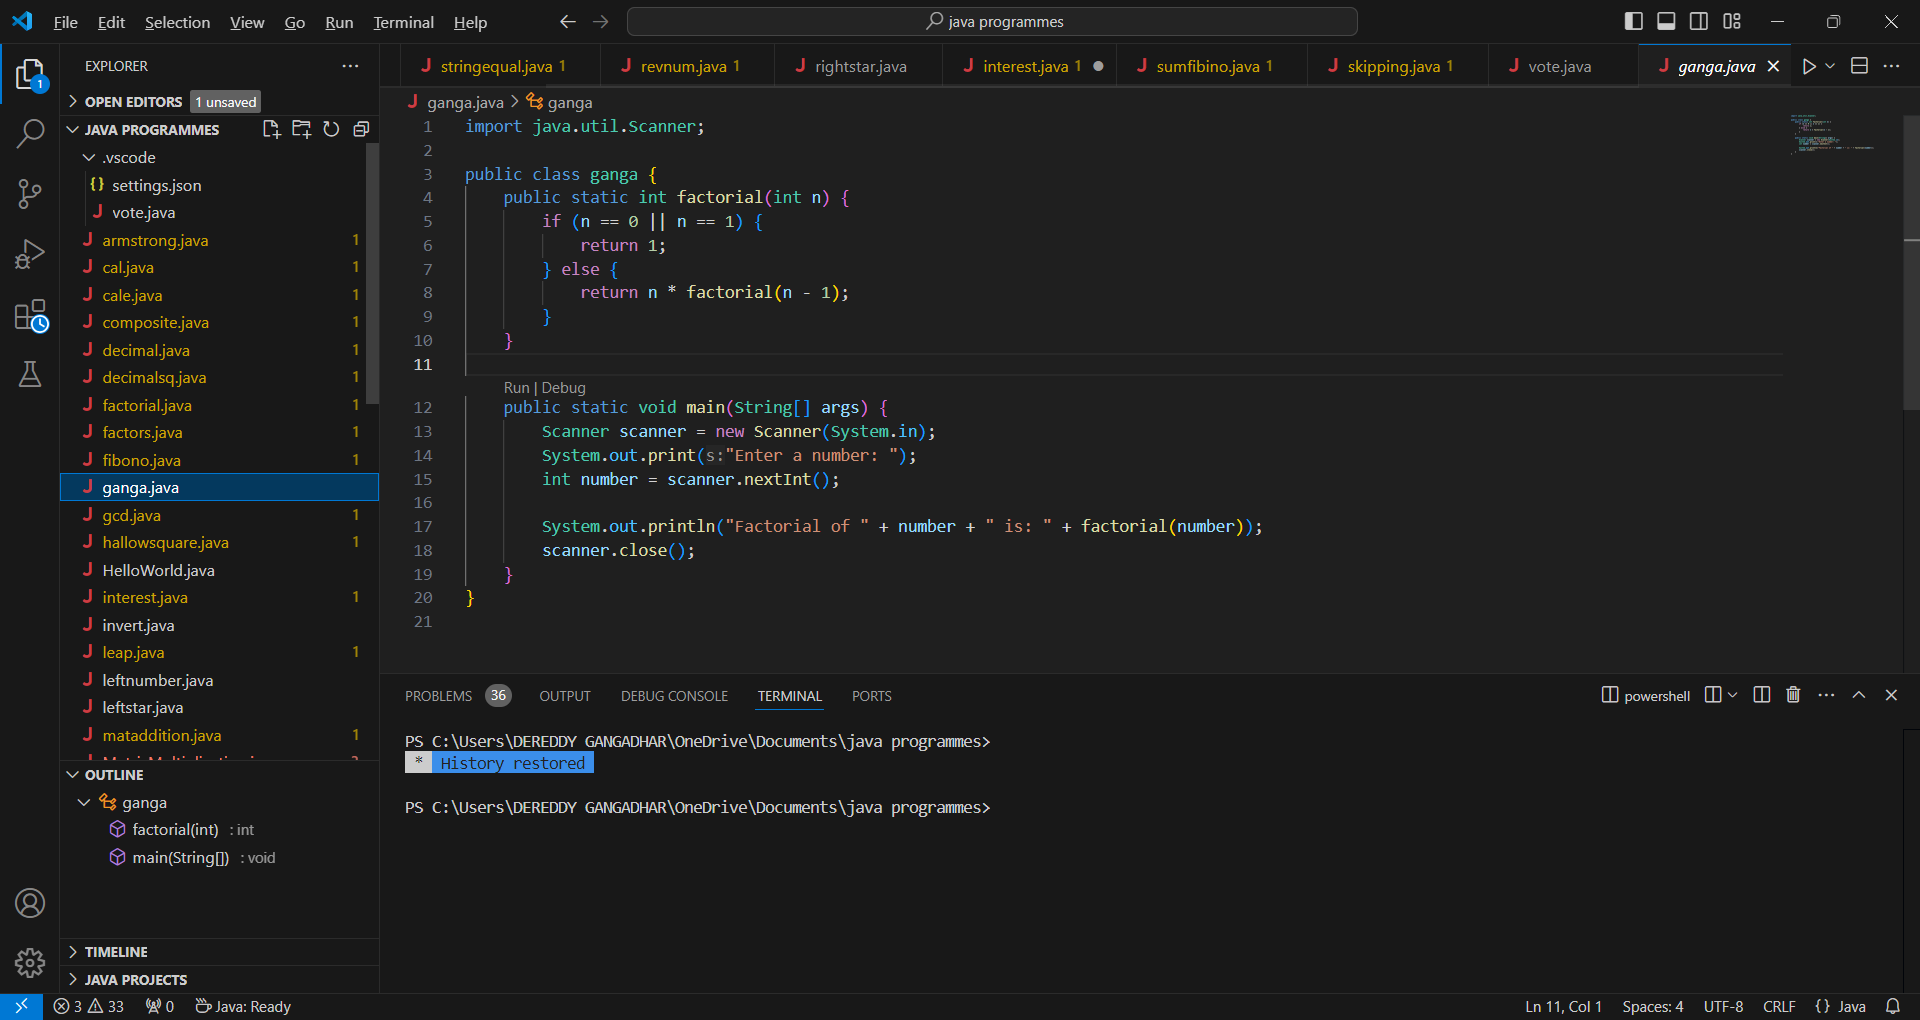 File Edit Selection View Go Run Terminal Help
java programmes
EXPLORER
OPEN EDITORS 1 unsaved
JAVA PROGRAMMES
.vscode
{} settings.json
J vote.java
J armstrong.java 1
J cal.java 1
J cale.java 1
J composite.java 1
J decimal.java 1
J decimalsq.java 1
J factorial.java 1
J factors.java 1
J fibono.java 1
J ganga.java
J gcd.java 1
J hallowsquare.java 1
J HelloWorld.java
J interest.java 1
J invert.java
J leap.java 1
J leftnumber.java
J leftstar.java
J mataddition.java 1
OUTLINE
ganga
factorial(int) : int
main(String[]) : void
TIMELINE
JAVA PROJECTS
J stringequal.java 1 J revnum.java 1 J rightstar.java J interest.java 1 J sumfibino.java 1 J skipping.java 1 J vote.java J ganga.java
J ganga.java > ganga
1 import java.util.Scanner;
2
3 public class ganga {
4 public static int factorial(int n) {
5 if (n == 0 || n == 1) {
6 return 1;
7 } else {
8 return n * factorial(n - 1);
9 }
10 }
11
Run | Debug
12 public static void main(String[] args) {
13 Scanner scanner = new Scanner(System.in);
14 System.out.print(s:"Enter a number: ");
15 int number = scanner.nextInt();
16
17 System.out.println("Factorial of " + number + " is: " + factorial(number));
18 scanner.close();
19 }
20 }
21
PROBLEMS 36 OUTPUT DEBUG CONSOLE TERMINAL PORTS
powershell
PS C:\Users\DEREDDY GANGADHAR\OneDrive\Documents\java programmes>
* History restored
PS C:\Users\DEREDDY GANGADHAR\OneDrive\Documents\java programmes>
1
3 33 0 Java: Ready
Ln 11, Col 1 Spaces: 4 UTF-8 CRLF {} Java